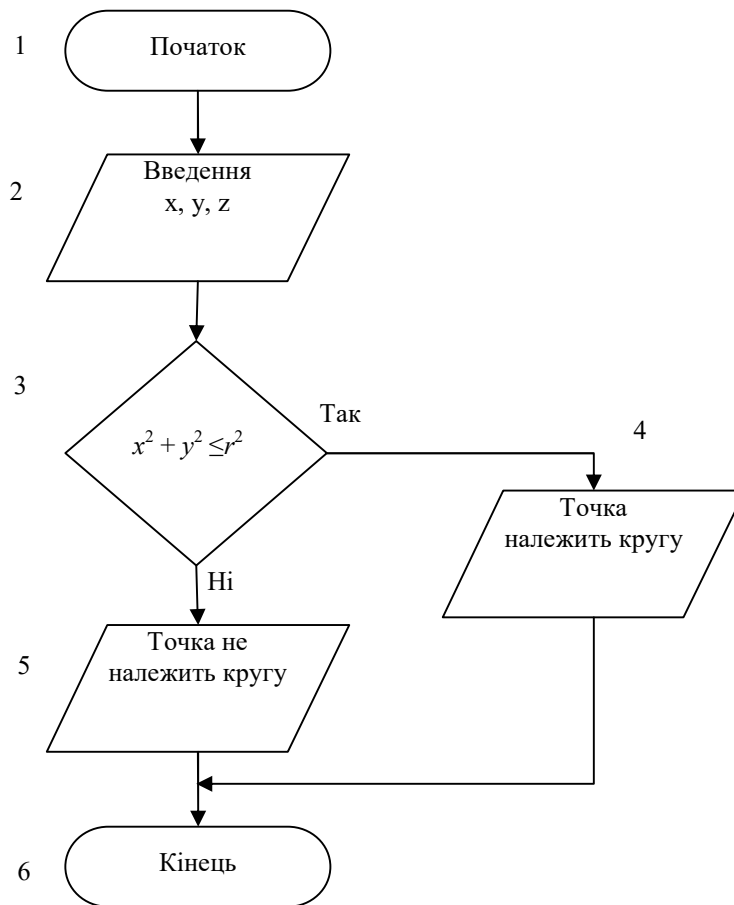 1
Початок
2
Введення
x, y, z
3
Так
4
x² + y² ≤r²
Точка
належить кругу
Ні
5
Точка не
належить кругу
6
Кінець